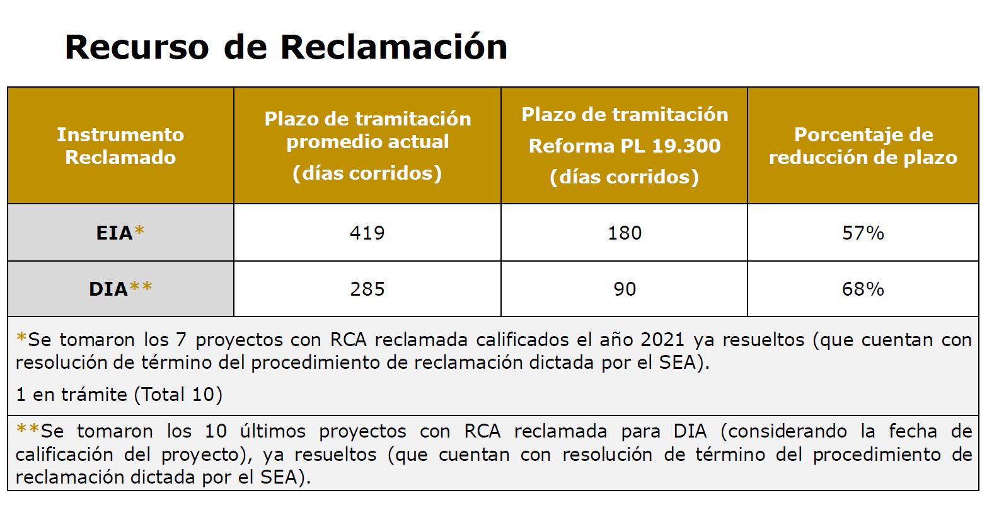 Recurso de Reclamación
Instrumento
Reclamado
Plazo de tramitación
promedio actual
(días corridos)
Plazo de tramitación
Reforma PL 19.300
(días corridos)
Porcentaje de
reducción de plazo
EIA*
419
180
57%
DIA**
285
90
68%
*Se tomaron los 7 proyectos con RCA reclamada calificados el año 2021 ya resueltos (que cuentan con
resolución de término del procedimiento de reclamación dictada por el SEA).
1 en trámite (Total 10)
**Se tomaron los 10 últimos proyectos con RCA reclamada para DIA (considerando la fecha de
calificación del proyecto), ya resueltos (que cuentan con resolución de término del procedimiento de
reclamación dictada por el SEA).